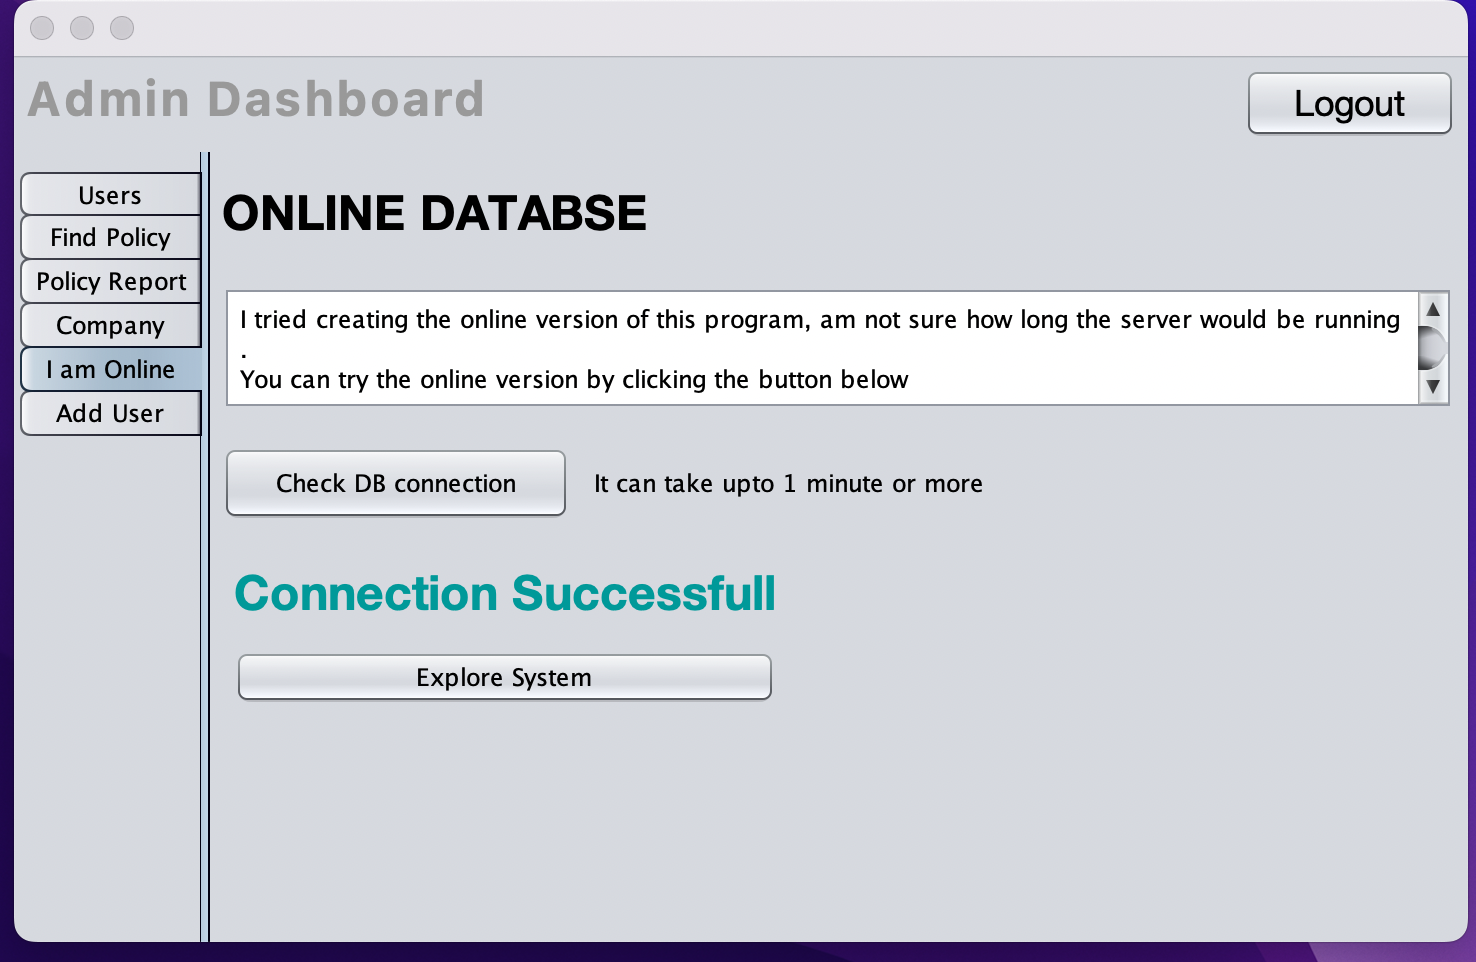 Admin Dashboard
Logout
Users
Find Policy
Policy Report
Company
I am Online
Add User
ONLINE DATABSE
I tried creating the online version of this program, am not sure how long the server would be running
.
You can try the online version by clicking the button below
Check DB connection
It can take upto 1 minute or more
Connection Successfull
Explore System